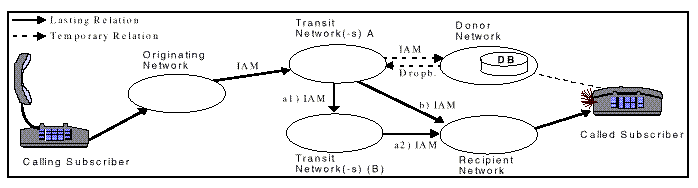 Lasting Relation
Temporary Relation
Transit
Network(-s) A
Donor
Network
Originating
Network
IAM
IAM
Dropb.
DB
a1) IAM
b) IAM
Calling Subscriber
Called Subscriber
a2) IAM
Transit
Network(-s) (B)
Recipient
Network